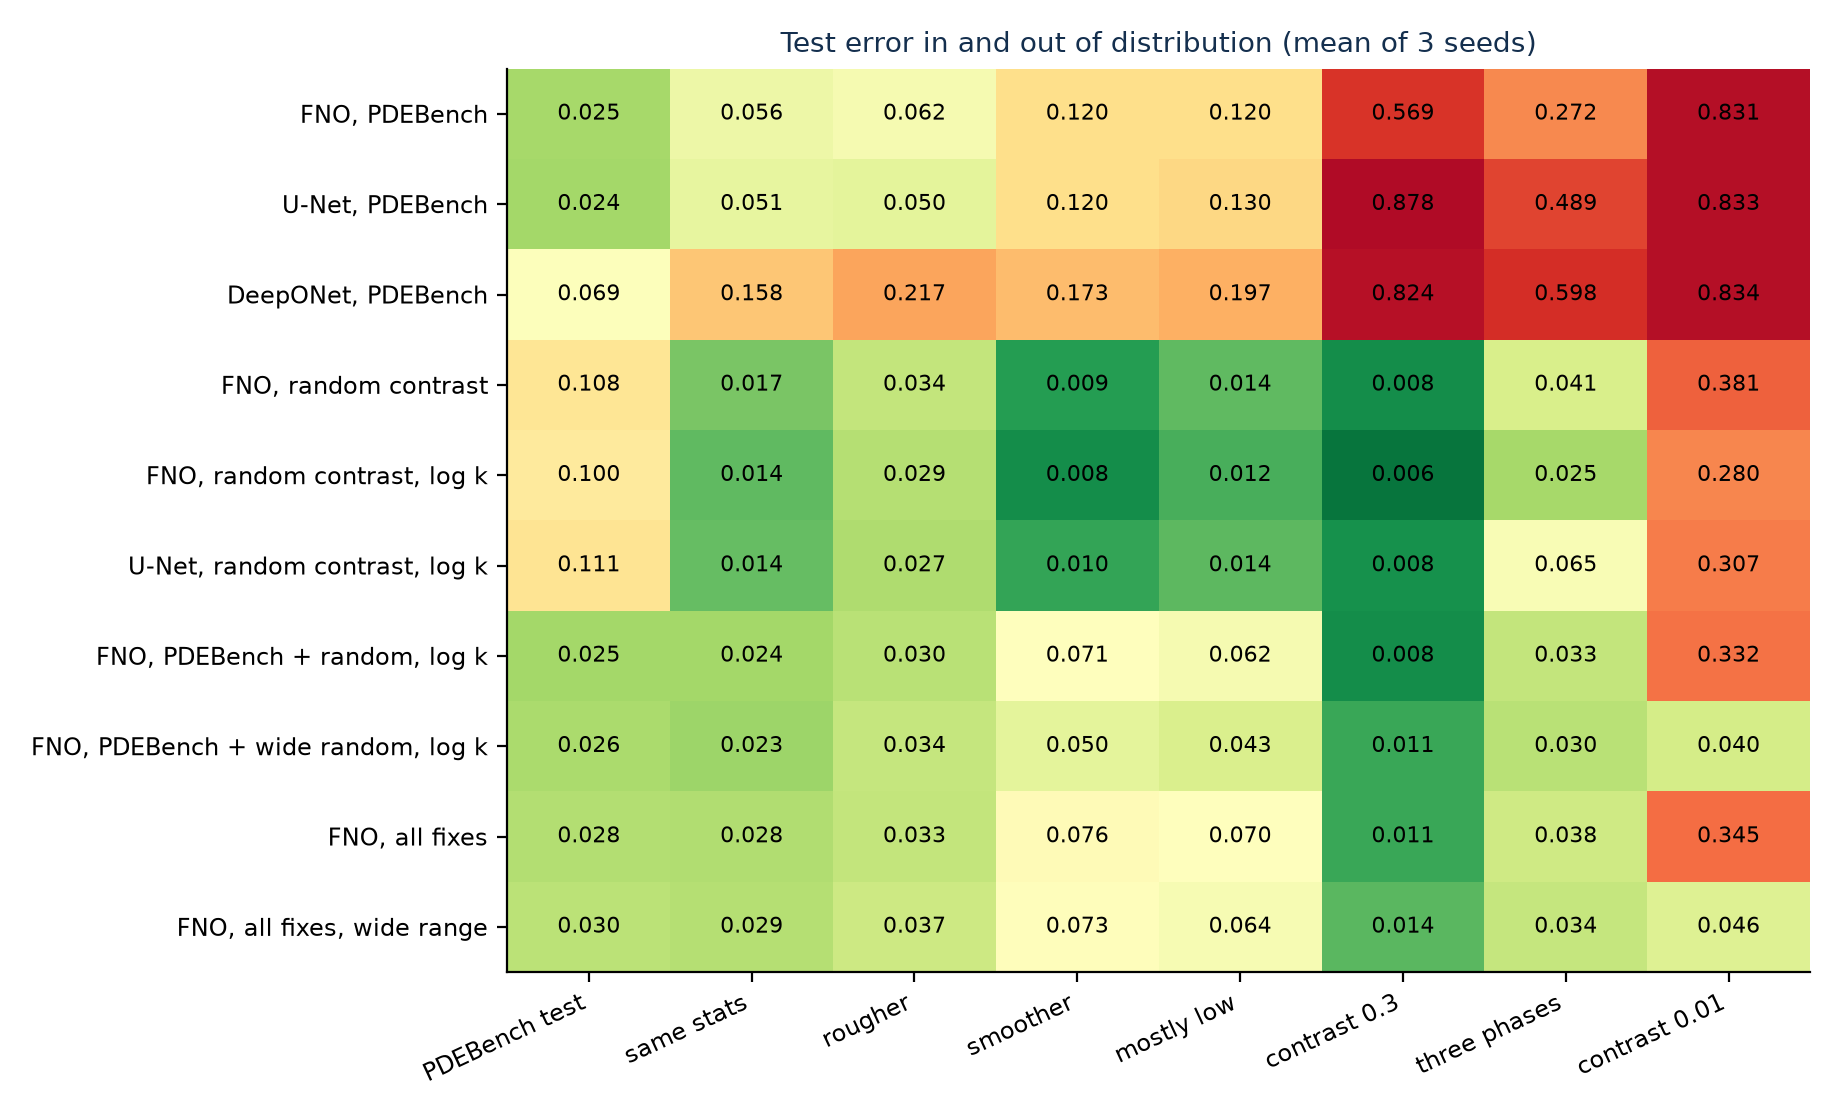 Test error in and out of distribution (mean of 3 seeds)
FNO, PDEBench 0.025 0.056 0.062 0.120 0.120 0.569 0.272 0.831
U-Net, PDEBench 0.024 0.051 0.050 0.120 0.130 0.878 0.489 0.833
DeepONet, PDEBench 0.069 0.158 0.217 0.173 0.197 0.824 0.598 0.834
FNO, random contrast 0.108 0.017 0.034 0.009 0.014 0.008 0.041 0.381
FNO, random contrast, log k 0.100 0.014 0.029 0.008 0.012 0.006 0.025 0.280
U-Net, random contrast, log k 0.111 0.014 0.027 0.010 0.014 0.008 0.065 0.307
FNO, PDEBench + random, log k 0.025 0.024 0.030 0.071 0.062 0.008 0.033 0.332
FNO, PDEBench + wide random, log k 0.026 0.023 0.034 0.050 0.043 0.011 0.030 0.040
FNO, all fixes 0.028 0.028 0.033 0.076 0.070 0.011 0.038 0.345
FNO, all fixes, wide range 0.030 0.029 0.037 0.073 0.064 0.014 0.034 0.046
PDEBench test same stats rougher smoother mostly low contrast 0.3 three phases contrast 0.01